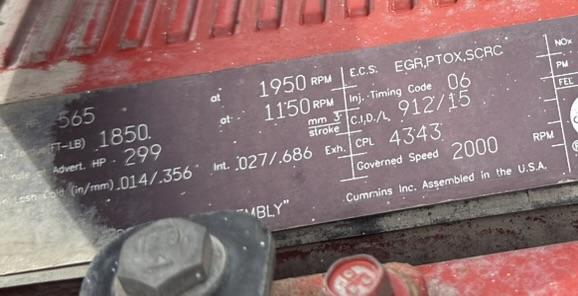 565 at 1950 RPM
FT-LB) 1850. at 1150 RPM
Advert. HP 299 mm 3/ stroke
(in/mm) .014/.356 Int. .027/.686 Exh.
MBLY"
E.C.S. EGR,PTOX,SCRC
Inj. Timing Code 06
C,I,D./L 912/15
CPL 4343
Governed Speed 2000 RPM
Cummins Inc. Assembled in the U.S.A.
NOx
PM
FEL